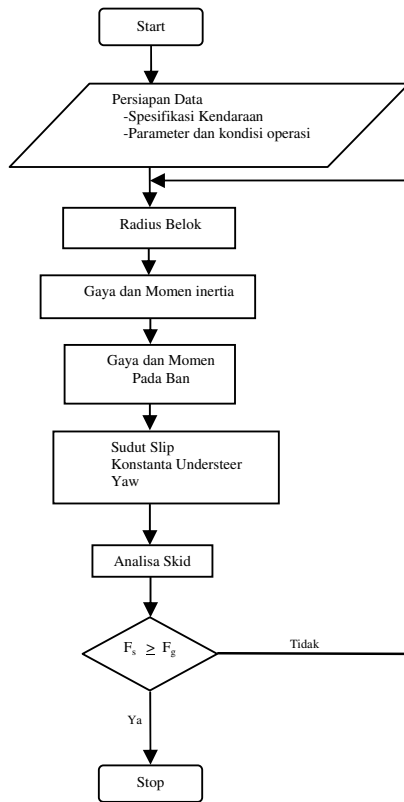 Start
Persiapan Data
-Spesifikasi Kendaraan
-Parameter dan kondisi operasi
Radius Belok
Gaya dan Momen inertia
Gaya dan Momen
Pada Ban
Sudut Slip
Konstanta Understeer
Yaw
Analisa Skid
Fs ≥ Fg
Tidak
Ya
Stop